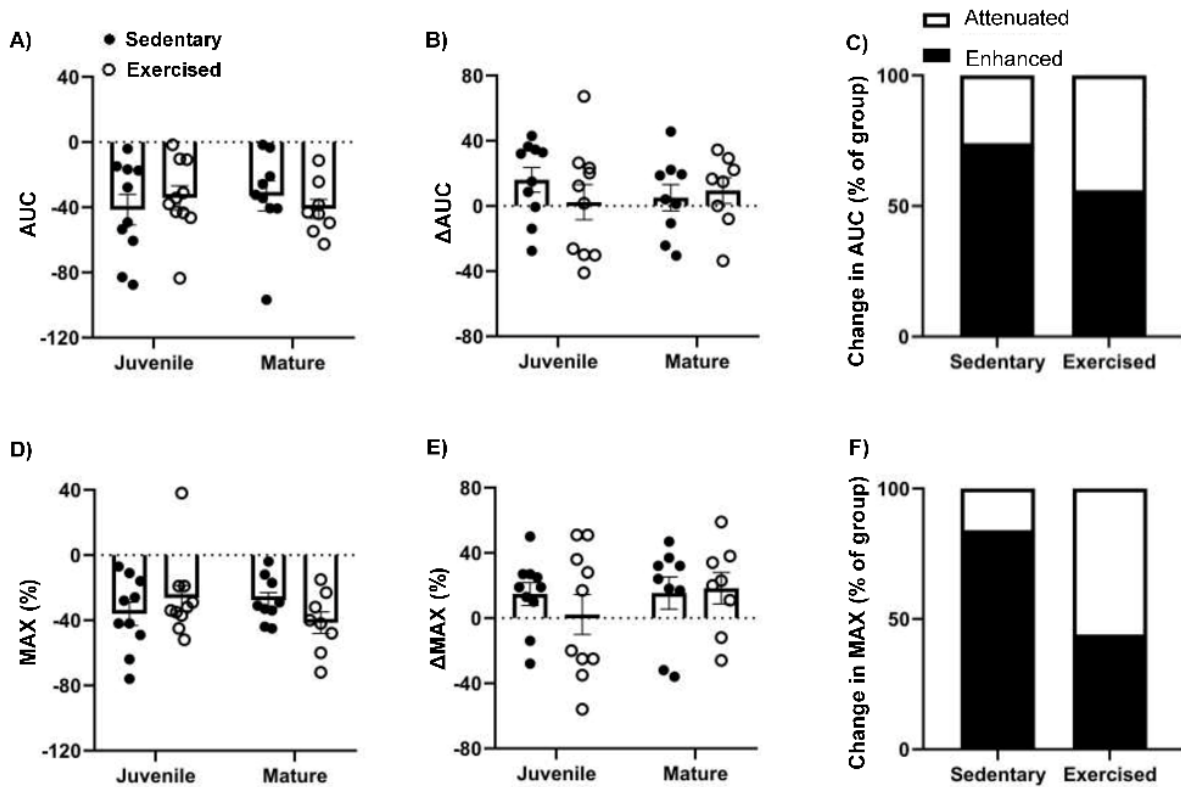 A)
Sedentary
Exercised
AUC
40
0
-40
-80
-120
Juvenile Mature
B)
ΔAUC
80
40
0
-40
-80
Juvenile Mature
C)
Attenuated
Enhanced
Change in AUC (% of group)
100
50
0
Sedentary Exercised
D)
MAX (%)
40
0
-40
-80
-120
Juvenile Mature
E)
ΔMAX (%)
80
40
0
-40
-80
Juvenile Mature
F)
Change in MAX (% of group)
100
50
0
Sedentary Exercised